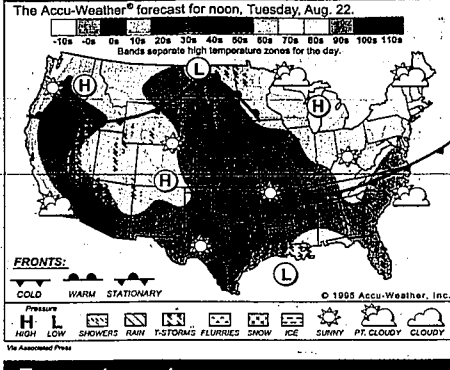 The Accu-Weather® forecast for noon, Tuesday, Aug. 22.
-10s -0s 0s 10s 20s 30s 40s 50s 60s 70s 80s 90s 100s 110s
Bands separate high temperature zones for the day.
L
H
H
H
L
FRONTS:
COLD WARM STATIONARY
© 1995 Accu-Weather, Inc.
Pressure
H L
HIGH LOW SHOWERS RAIN T-STORMS FLURRIES SNOW ICE SUNNY PT. CLOUDY CLOUDY
Via Associated Press